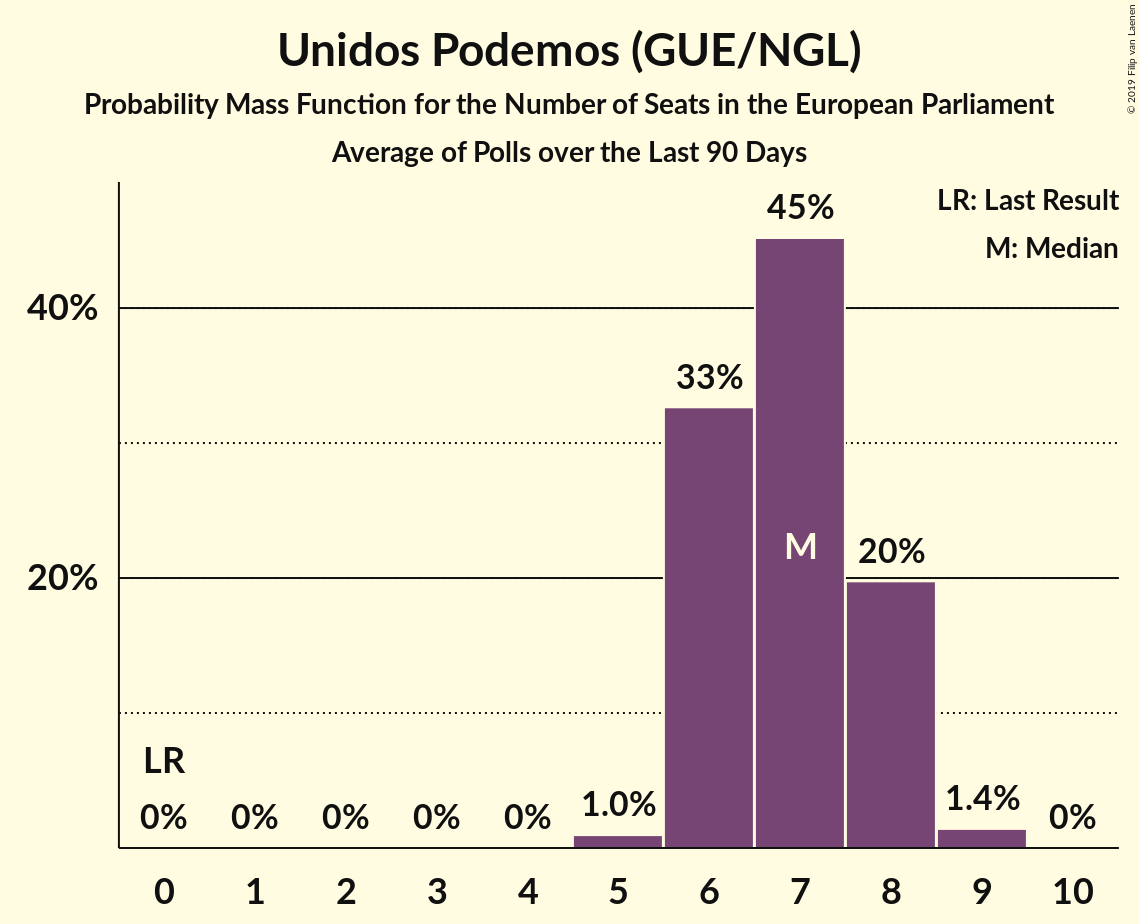 Unidos Podemos (GUE/NGL)
Probability Mass Function for the Number of Seats in the European Parliament
Average of Polls over the Last 90 Days
© 2019 Filip van Laenen
LR: Last Result
M: Median
45%
40%
33%
M
20%
20%
LR
0%
0%
0%
0%
0%
1.0%
1.4%
0%
0 1 2 3 4 5 6 7 8 9 10